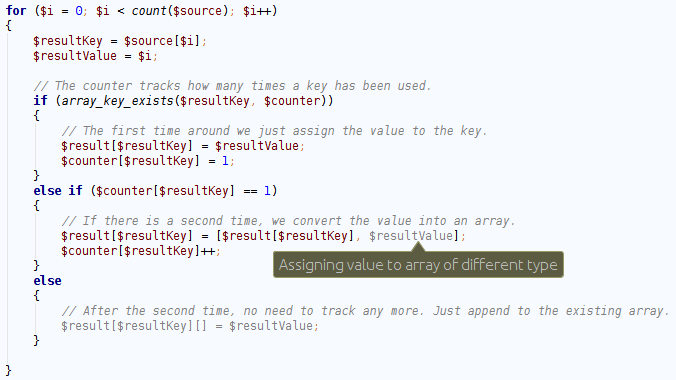 for ($i = 0; $i < count($source); $i++)
{
    $resultKey = $source[$i];
    $resultValue = $i;

    // The counter tracks how many times a key has been used.
    if (array_key_exists($resultKey, $counter))
    {
        // The first time around we just assign the value to the key.
        $result[$resultKey] = $resultValue;
        $counter[$resultKey] = 1;
    }
    else if ($counter[$resultKey] == 1)
    {
        // If there is a second time, we convert the value into an array.
        $result[$resultKey] = [$result[$resultKey], $resultValue];
        $counter[$resultKey]++;
Assigning value to array of different type
    }
    else
    {
        // After the second time, no need to track any more. Just append to the existing array.
        $result[$resultKey][] = $resultValue;
    }

}